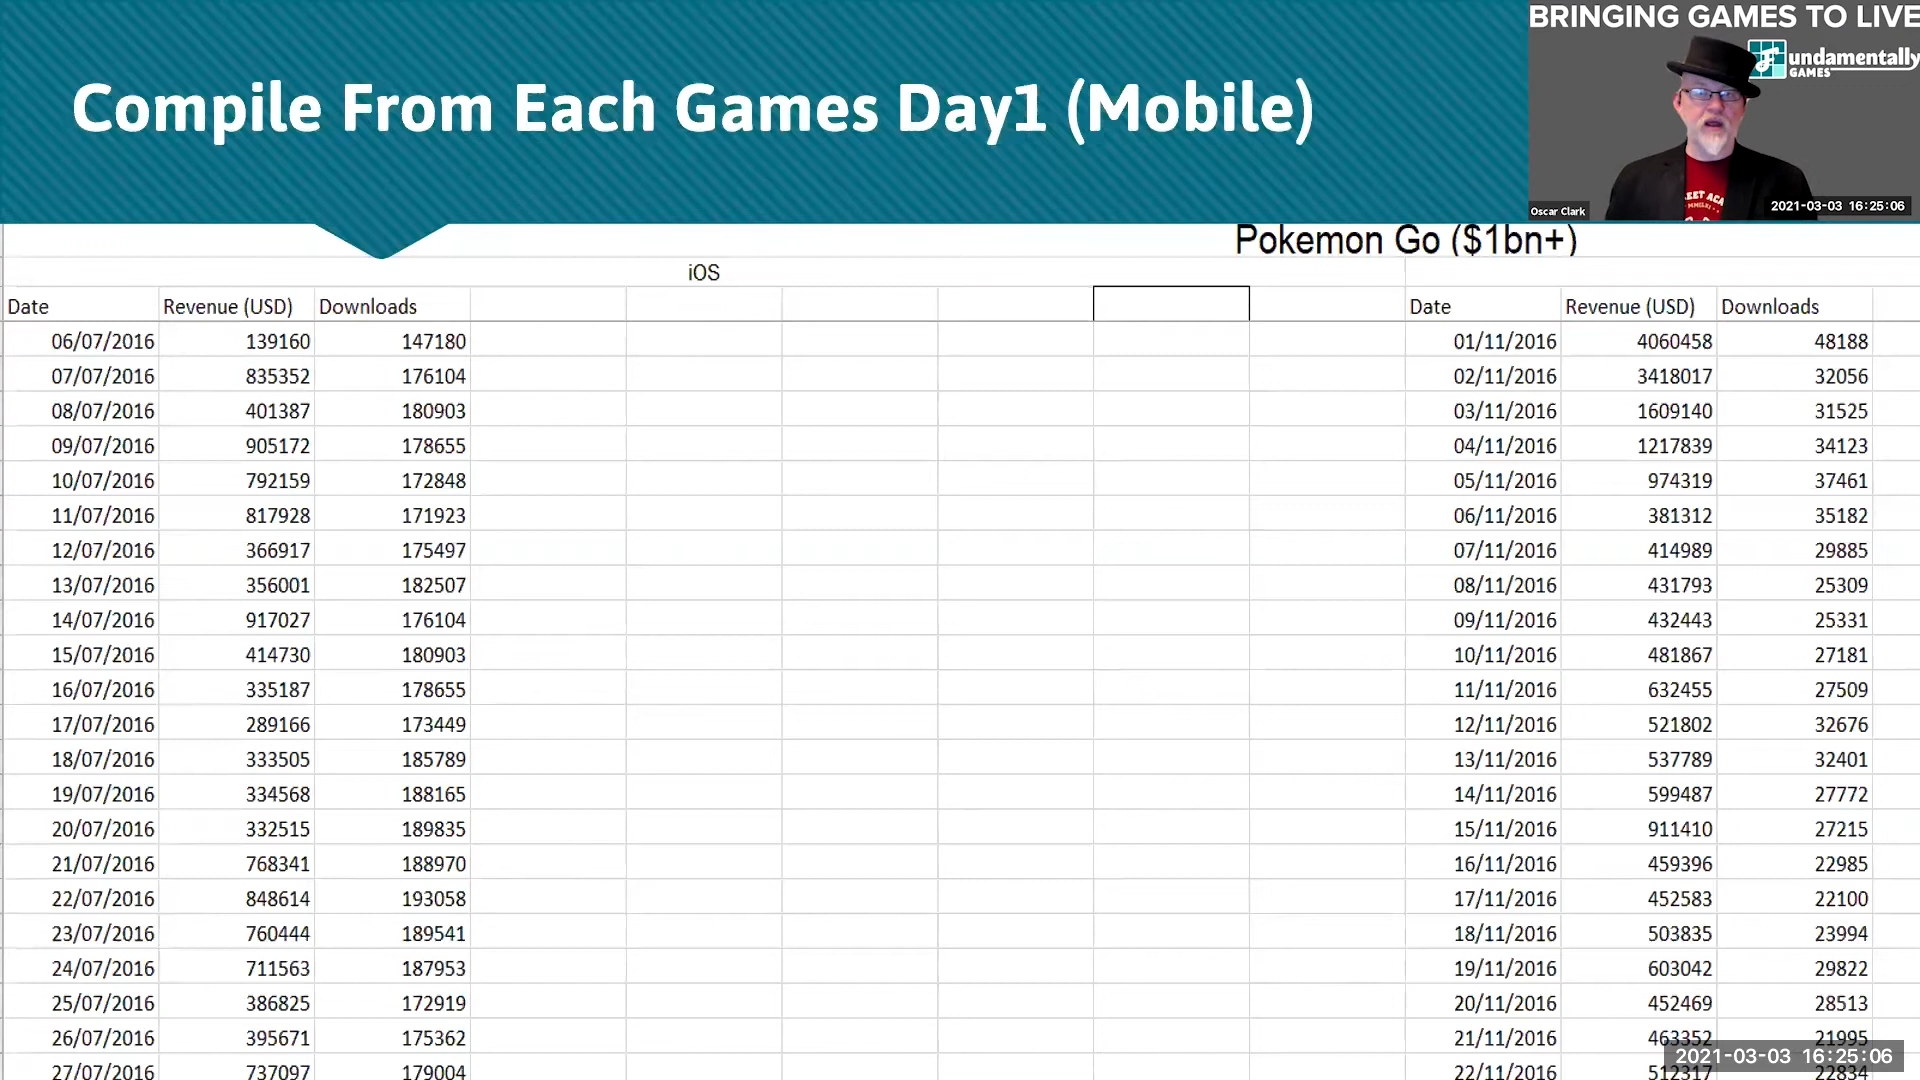 BRINGING GAMES TO LIVE
undamentally
GAMES
Compile From Each Games Day1 (Mobile)
Oscar Clark
2021-03-03 16:25:06
Pokemon Go ($1bn+)
iOS
Date Revenue (USD) Downloads Date Revenue (USD) Downloads
06/07/2016 139160 147180 01/11/2016 4060458 48188
07/07/2016 835352 176104 02/11/2016 3418017 32056
08/07/2016 401387 180903 03/11/2016 1609140 31525
09/07/2016 905172 178655 04/11/2016 1217839 34123
10/07/2016 792159 172848 05/11/2016 974319 37461
11/07/2016 817928 171923 06/11/2016 381312 35182
12/07/2016 366917 175497 07/11/2016 414989 29885
13/07/2016 356001 182507 08/11/2016 431793 25309
14/07/2016 917027 176104 09/11/2016 432443 25331
15/07/2016 414730 180903 10/11/2016 481867 27181
16/07/2016 335187 178655 11/11/2016 632455 27509
17/07/2016 289166 173449 12/11/2016 521802 32676
18/07/2016 333505 185789 13/11/2016 537789 32401
19/07/2016 334568 188165 14/11/2016 599487 27772
20/07/2016 332515 189835 15/11/2016 911410 27215
21/07/2016 768341 188970 16/11/2016 459396 22985
22/07/2016 848614 193058 17/11/2016 452583 22100
23/07/2016 760444 189541 18/11/2016 503835 23994
24/07/2016 711563 187953 19/11/2016 603042 29822
25/07/2016 386825 172919 20/11/2016 452469 28513
26/07/2016 395671 175362 21/11/2016 463352 21995
27/07/2016 737097 179004 22/11/2016 512317 22834
2021-03-03 16:25:06